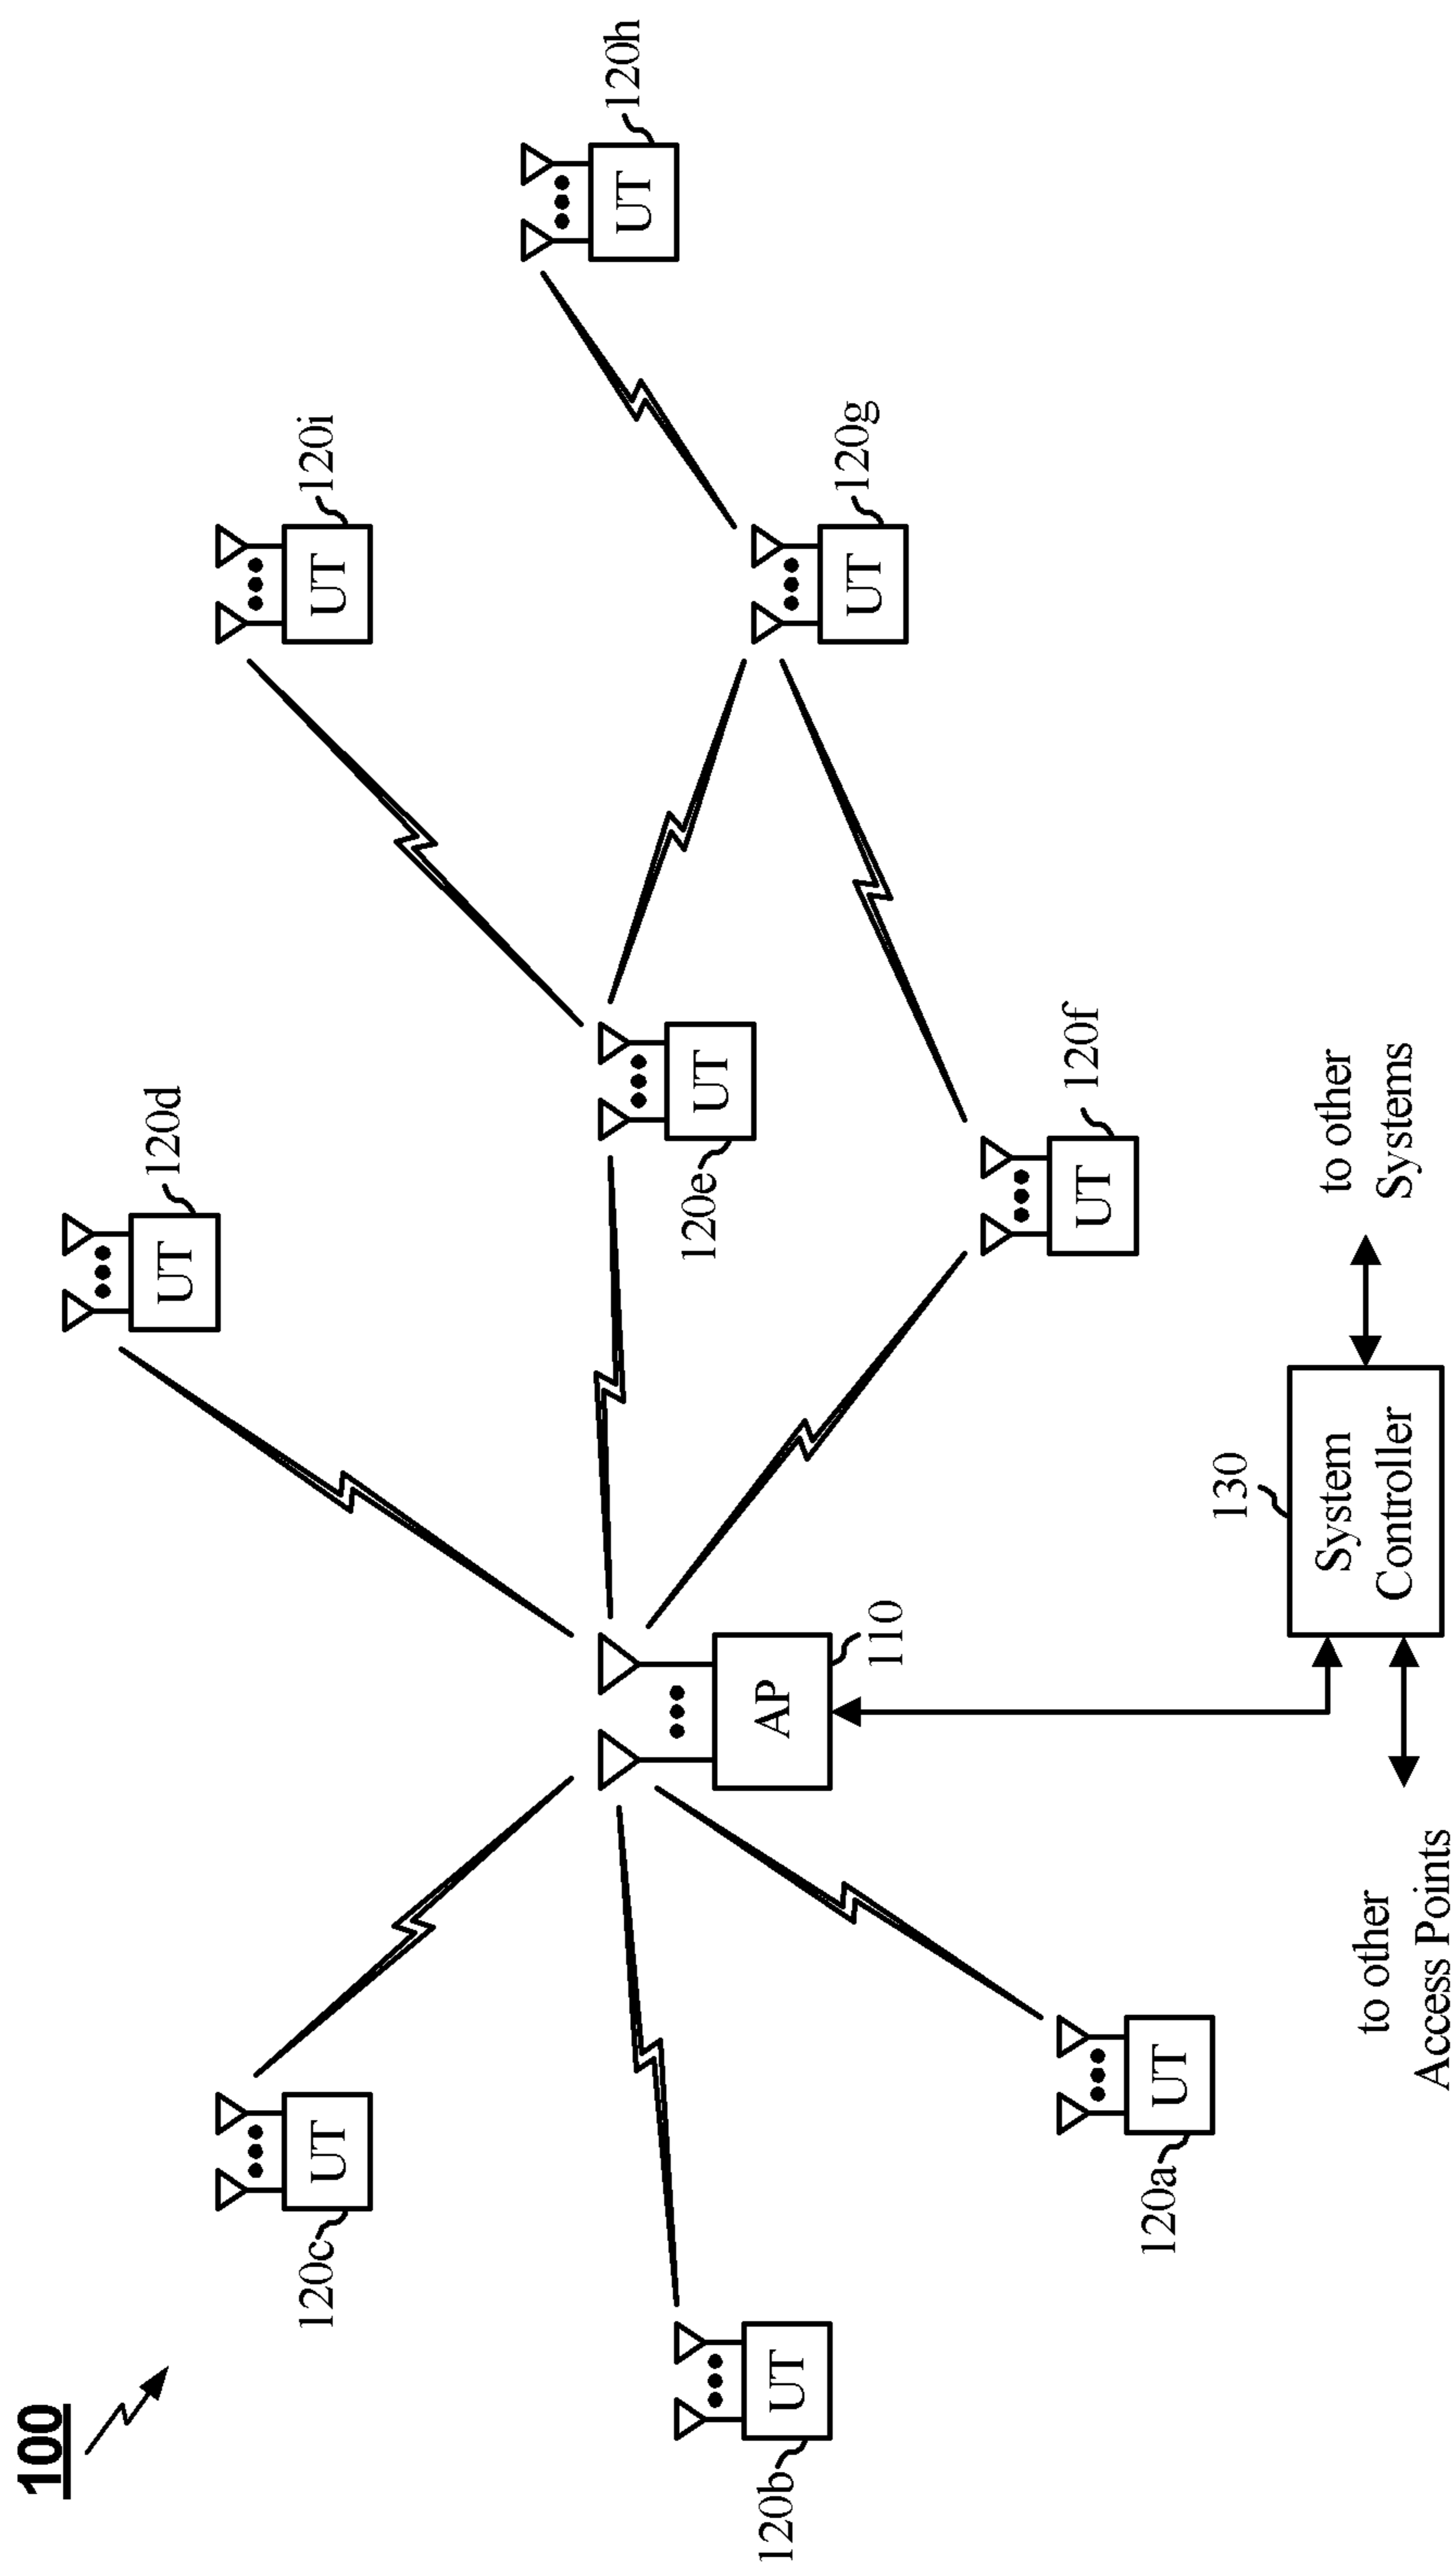 100
120d
UT
120c
UT
120i
UT
120h
UT
120e
UT
AP
110
120b
UT
120g
UT
120f
UT
120a
UT
130
System
Controller
to other
Systems
to other
Access Points